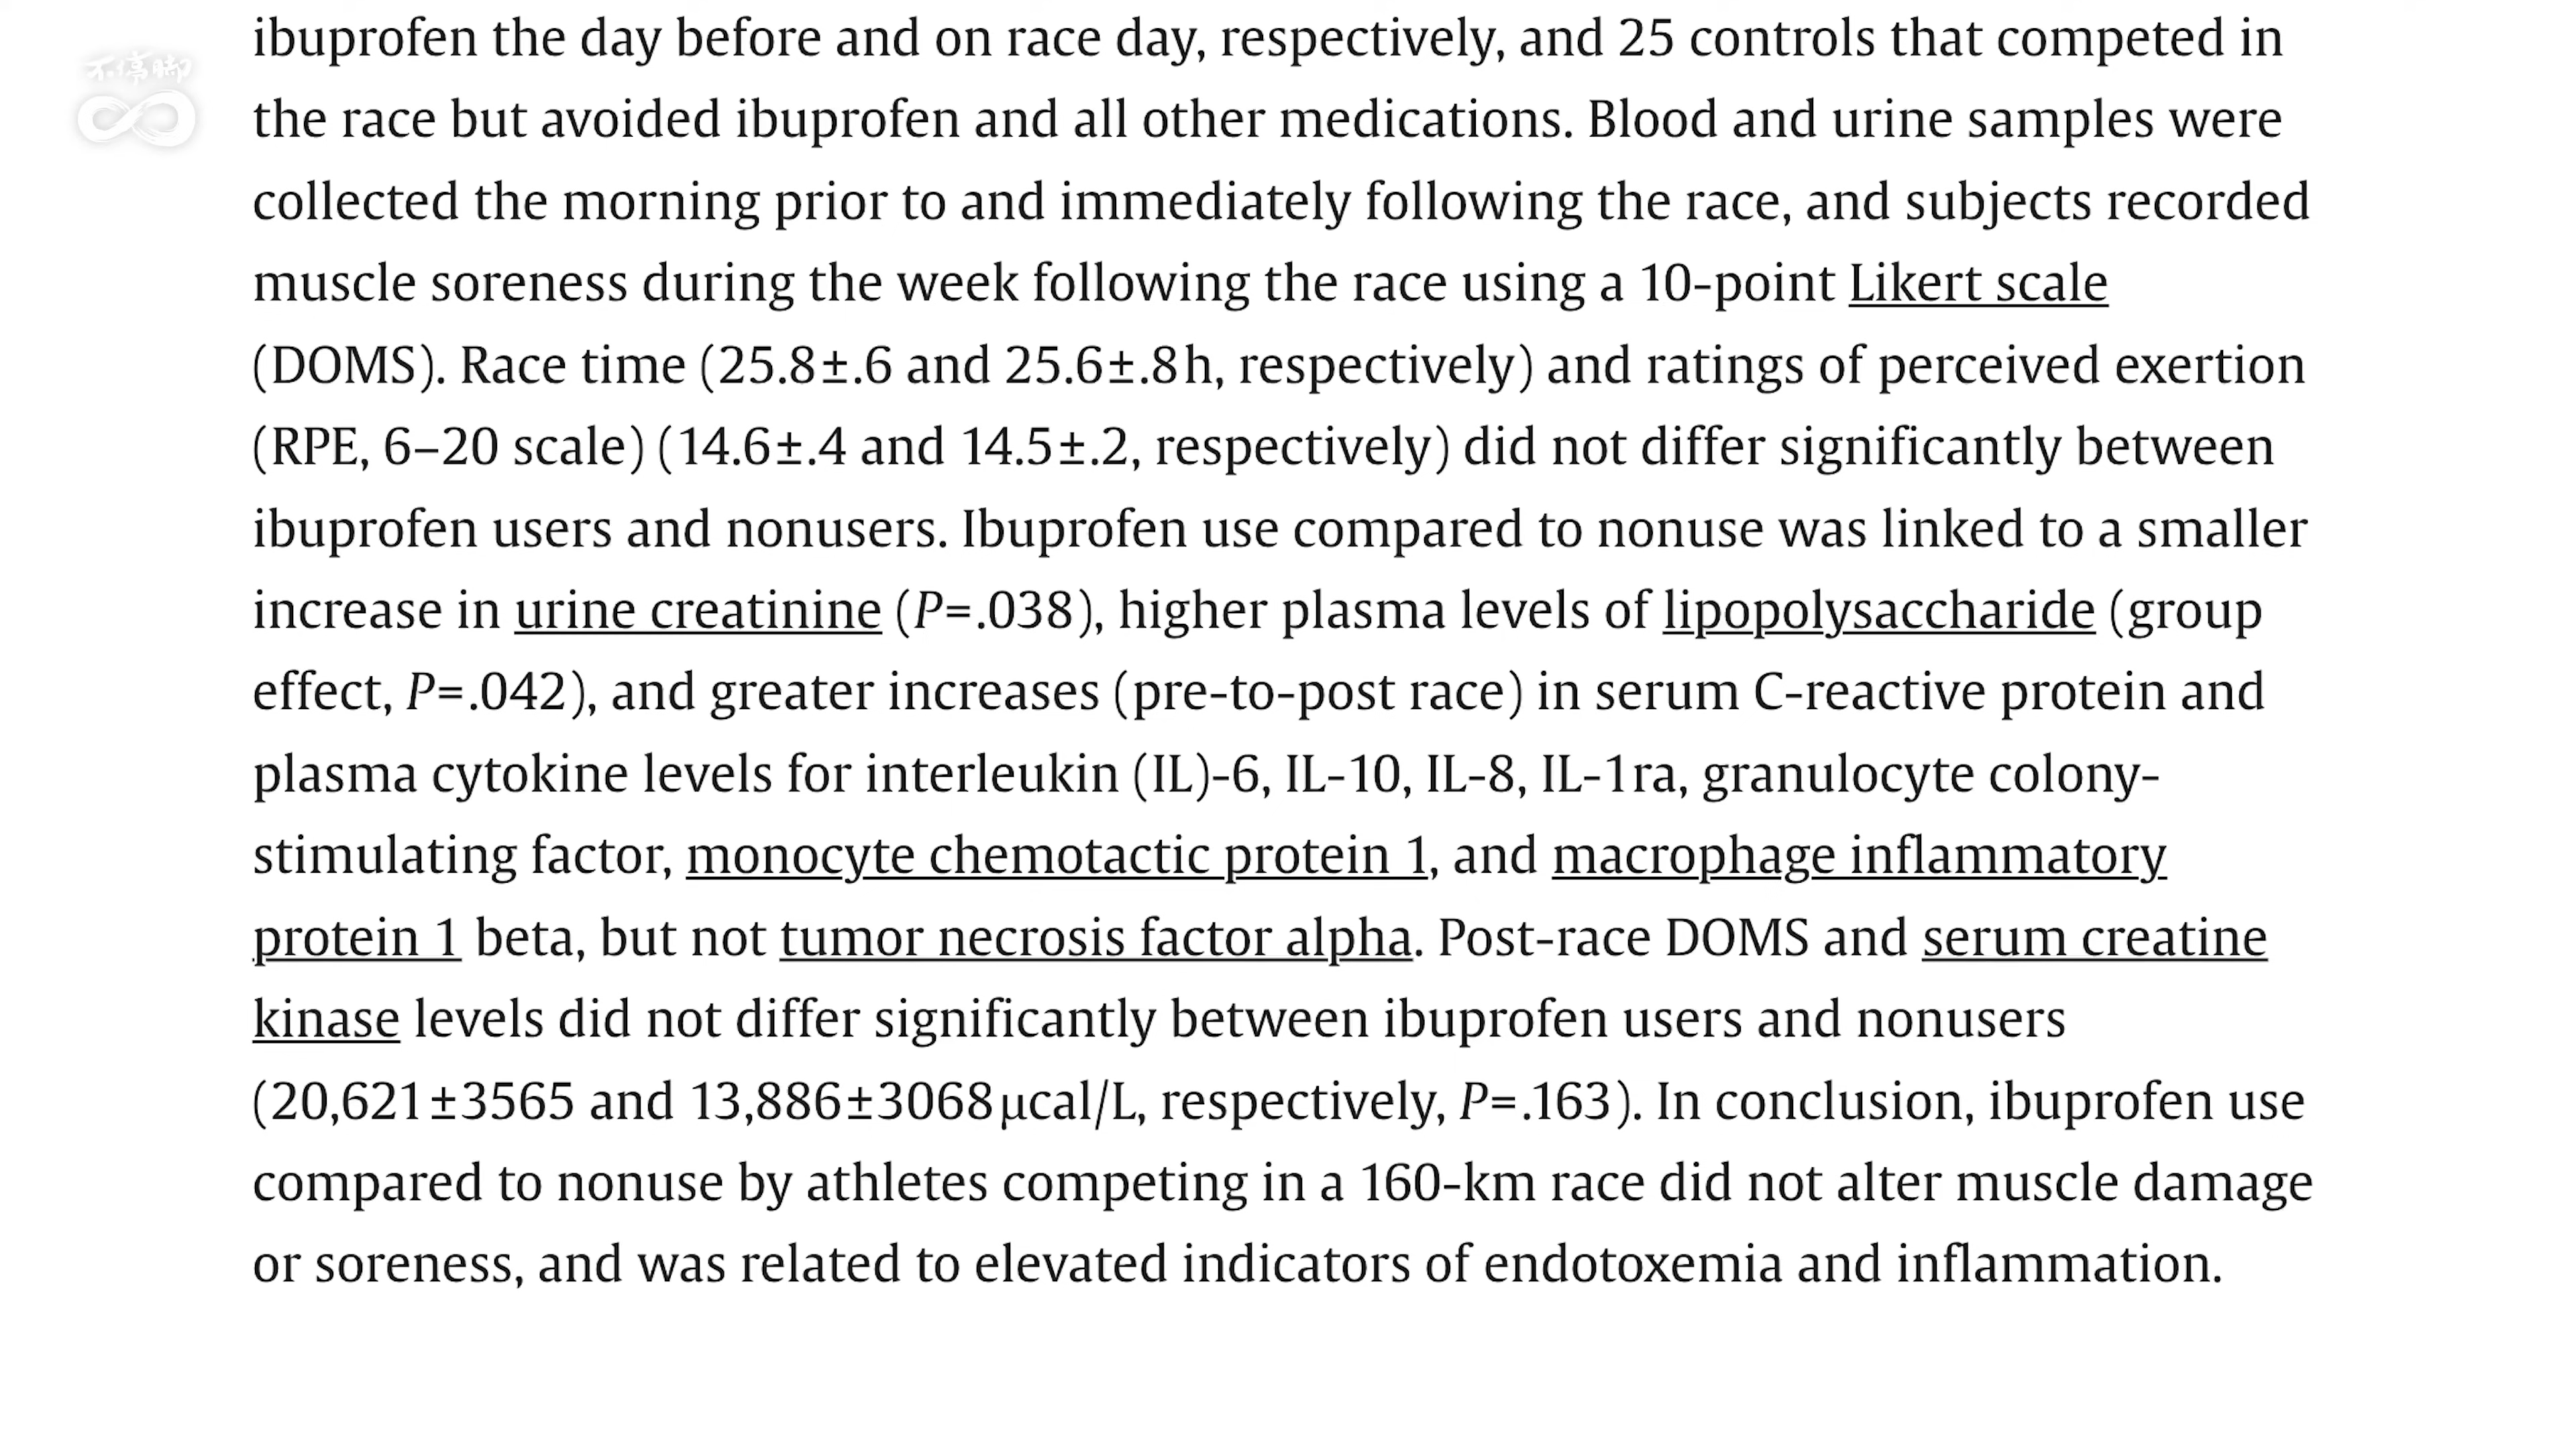 不停脚
ibuprofen the day before and on race day, respectively, and 25 controls that competed in
the race but avoided ibuprofen and all other medications. Blood and urine samples were
collected the morning prior to and immediately following the race, and subjects recorded
muscle soreness during the week following the race using a 10-point Likert scale
(DOMS). Race time (25.8±.6 and 25.6±.8h, respectively) and ratings of perceived exertion
(RPE, 6–20 scale) (14.6±.4 and 14.5±.2, respectively) did not differ significantly between
ibuprofen users and nonusers. Ibuprofen use compared to nonuse was linked to a smaller
increase in urine creatinine (P=.038), higher plasma levels of lipopolysaccharide (group
effect, P=.042), and greater increases (pre-to-post race) in serum C-reactive protein and
plasma cytokine levels for interleukin (IL)-6, IL-10, IL-8, IL-1ra, granulocyte colony-
stimulating factor, monocyte chemotactic protein 1, and macrophage inflammatory
protein 1 beta, but not tumor necrosis factor alpha. Post-race DOMS and serum creatine
kinase levels did not differ significantly between ibuprofen users and nonusers
(20,621±3565 and 13,886±3068μcal/L, respectively, P=.163). In conclusion, ibuprofen use
compared to nonuse by athletes competing in a 160-km race did not alter muscle damage
or soreness, and was related to elevated indicators of endotoxemia and inflammation.